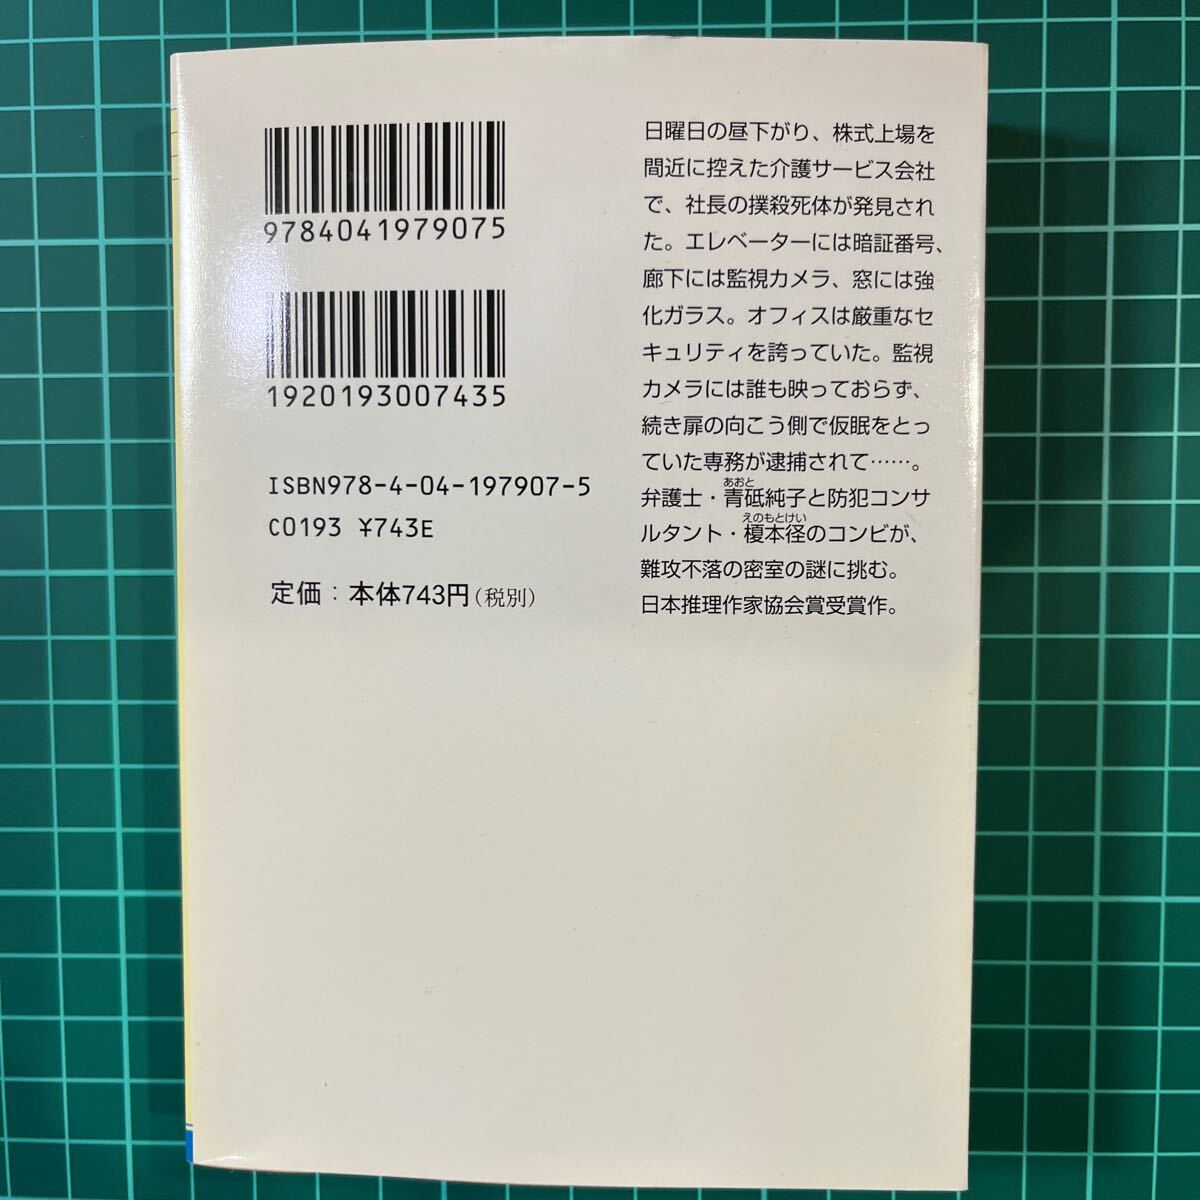 9784041979075
1920193007435
ISBN978-4-04-197907-5
C0193 ¥743E
定価：本体743円（税別）
日曜日の昼下がり、株式上場を
間近に控えた介護サービス会社
で、社長の撲殺死体が発見され
た。エレベーターには暗証番号、
廊下には監視カメラ、窓には強
化ガラス。オフィスは厳重なセ
キュリティを誇っていた。監視
カメラには誰も映っておらず、
続き扉の向こう側で仮眠をとっ
ていた専務が逮捕されて……。
あおと
弁護士・青砥純子と防犯コンサ
えのもとけい
ルタント・榎本径のコンビが、
難攻不落の密室の謎に挑む。
日本推理作家協会賞受賞作。